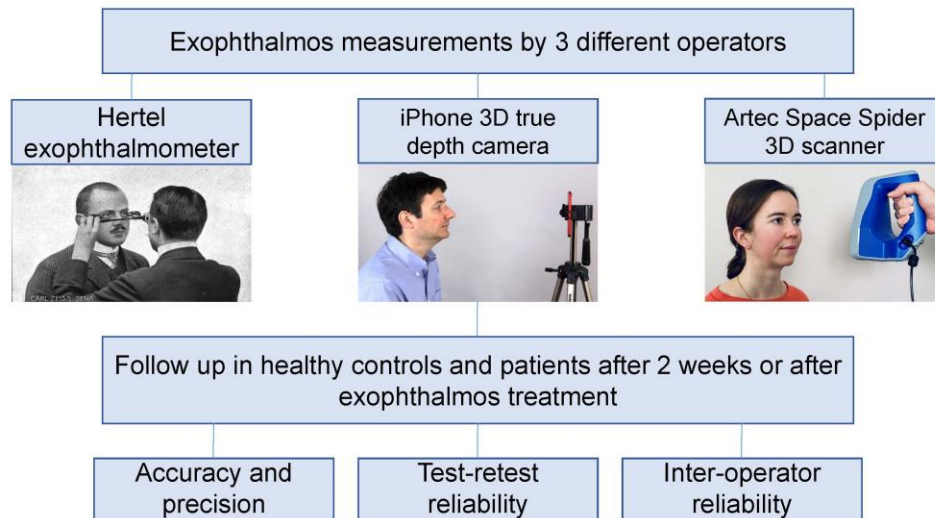 Exophthalmos measurements by 3 different operators
Hertel
exophthalmometer
iPhone 3D true
depth camera
Artec Space Spider
3D scanner
CARL ZEISS JENA
Follow up in healthy controls and patients after 2 weeks or after
exophthalmos treatment
Accuracy and
precision
Test-retest
reliability
Inter-operator
reliability